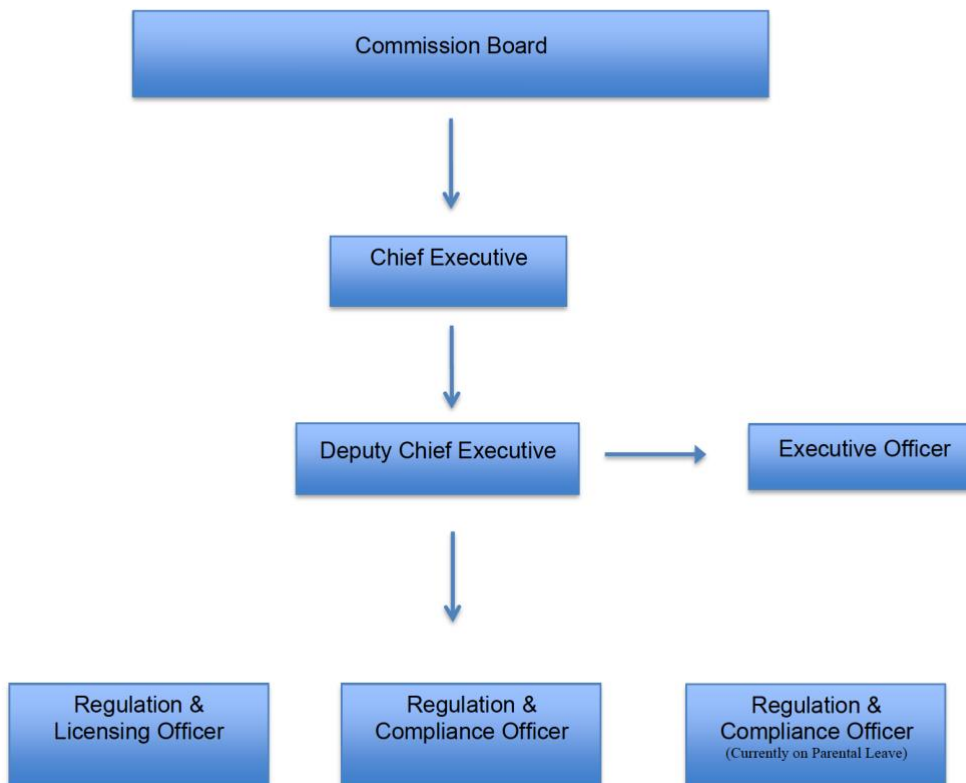 Commission Board
Chief Executive
Deputy Chief Executive
Executive Officer
Regulation &
Licensing Officer
Regulation &
Compliance Officer
Regulation &
Compliance Officer
(Currently on Parental Leave)